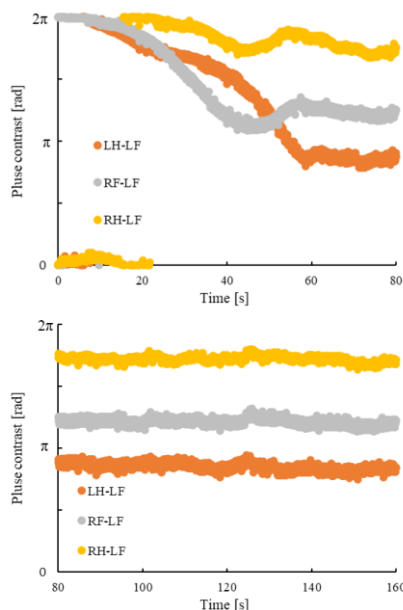 2π
π
0
Pluse contrast [rad]
LH-LF
RF-LF
RH-LF
0 20 40 60 80
Time [s]
2π
π
0
Pluse contrast [rad]
LH-LF
RF-LF
RH-LF
80 100 120 140 160
Time [s]